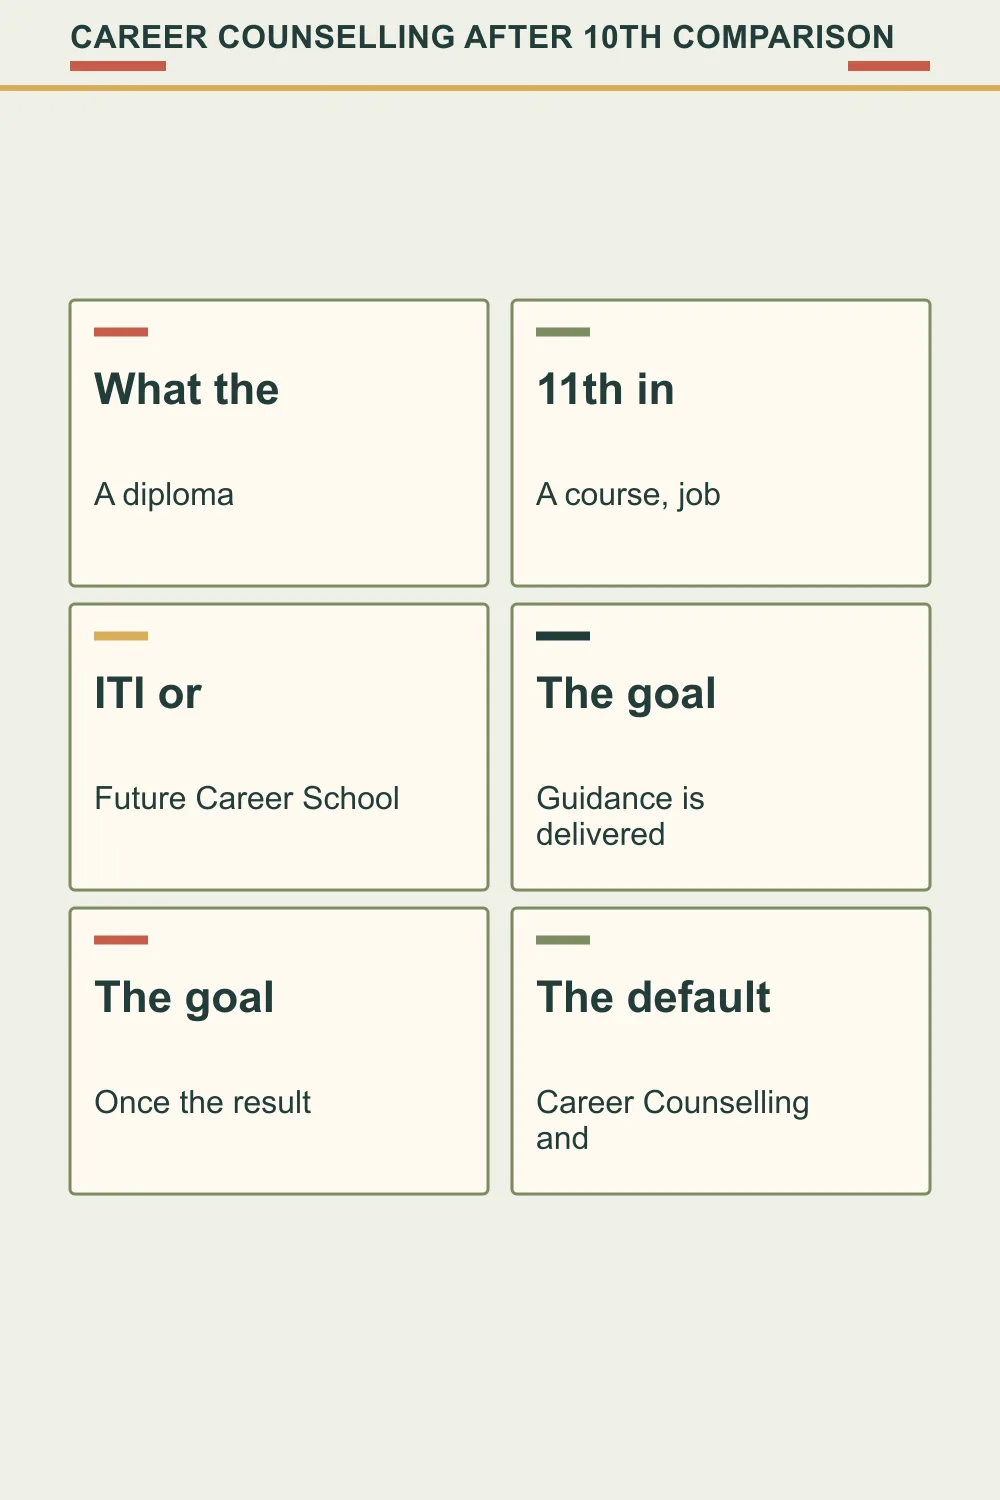 CAREER COUNSELLING AFTER 10TH COMPARISON
What the
A diploma
11th in
A course, job
ITI or
Future Career School
The goal
Guidance is
delivered
The goal
Once the result
The default
Career Counselling
and